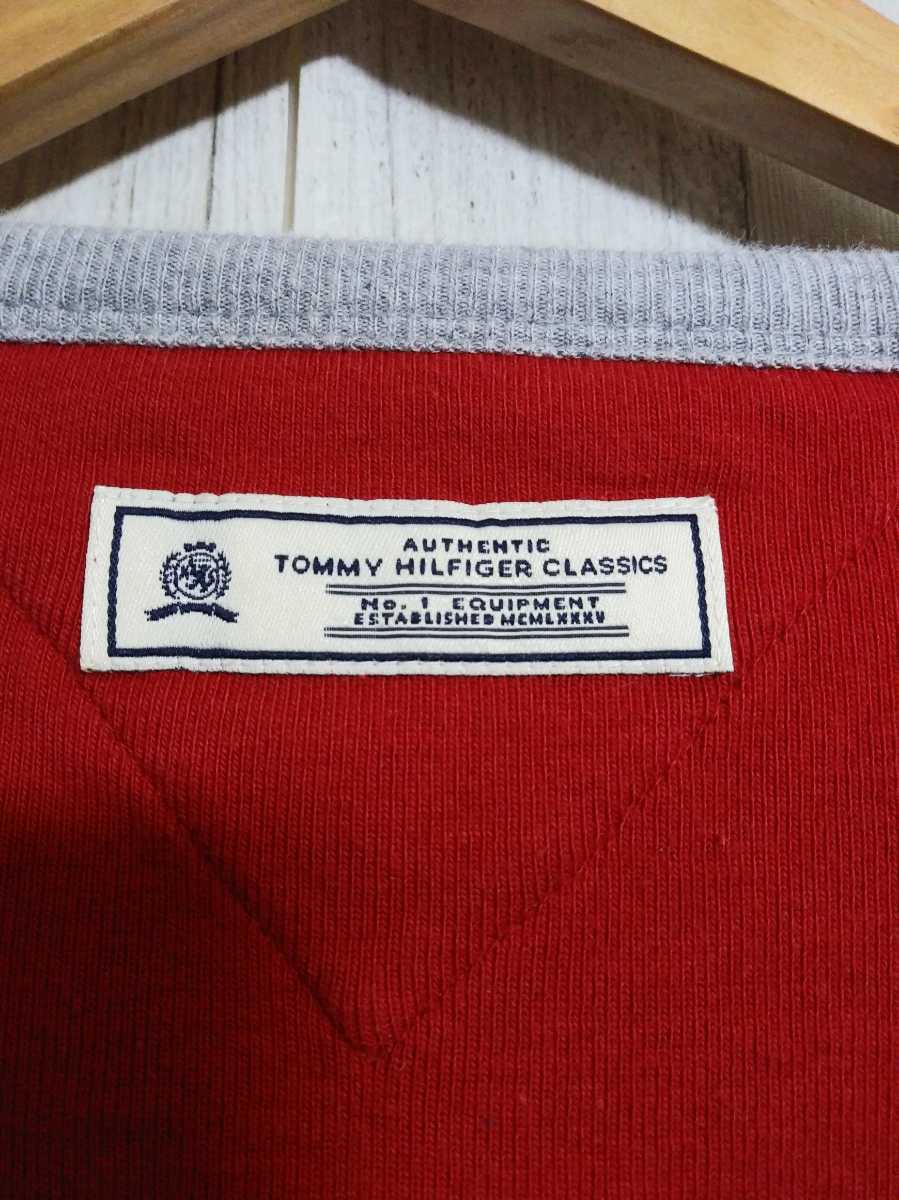 AUTHENTIC
TOMMY HILFIGER CLASSICS
No. 1 EQUIPMENT
ESTABLISHED MCMLXXXV